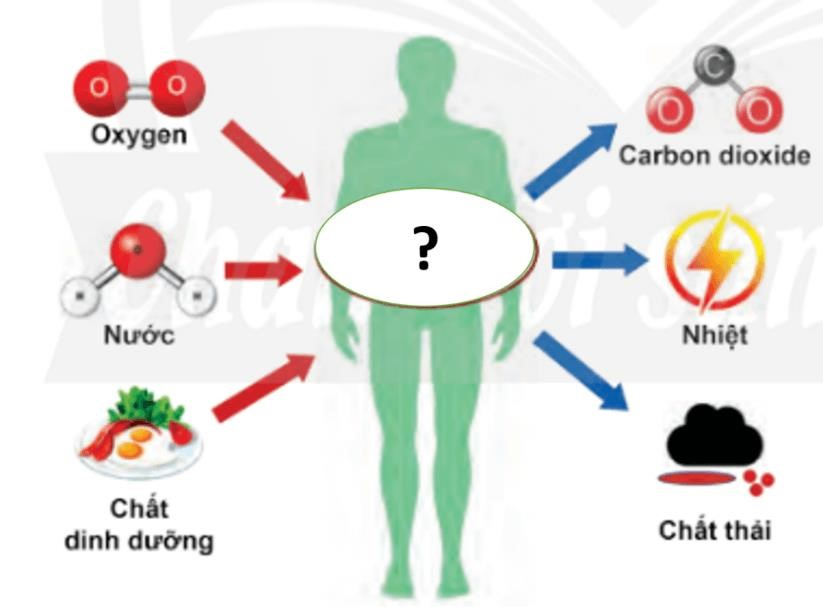 O O
Oxygen
H H
Nước
Chất
dinh dưỡng
?
C
O O
Carbon dioxide
Nhiệt
Chất thải